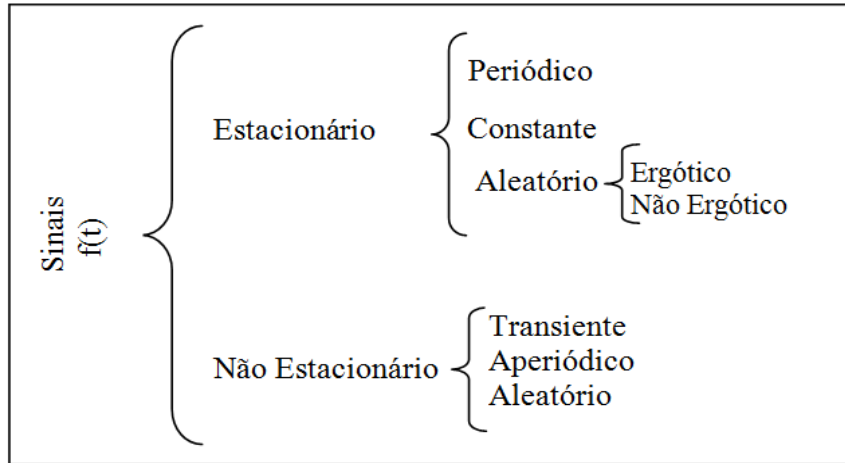 Sinais
f(t)
Estacionário
Periódico
Constante
Aleatório
Ergótico
Não Ergótico
Não Estacionário
Transiente
Aperiódico
Aleatório